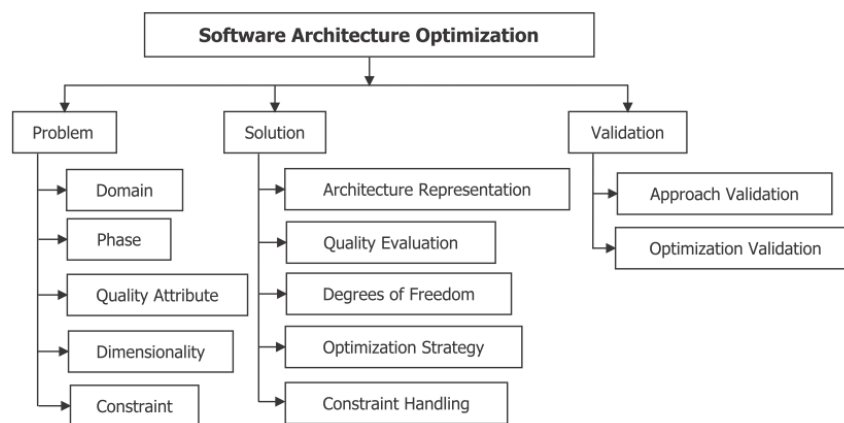 Software Architecture Optimization
Problem
Solution
Validation
Domain
Phase
Quality Attribute
Dimensionality
Constraint
Architecture Representation
Quality Evaluation
Degrees of Freedom
Optimization Strategy
Constraint Handling
Approach Validation
Optimization Validation